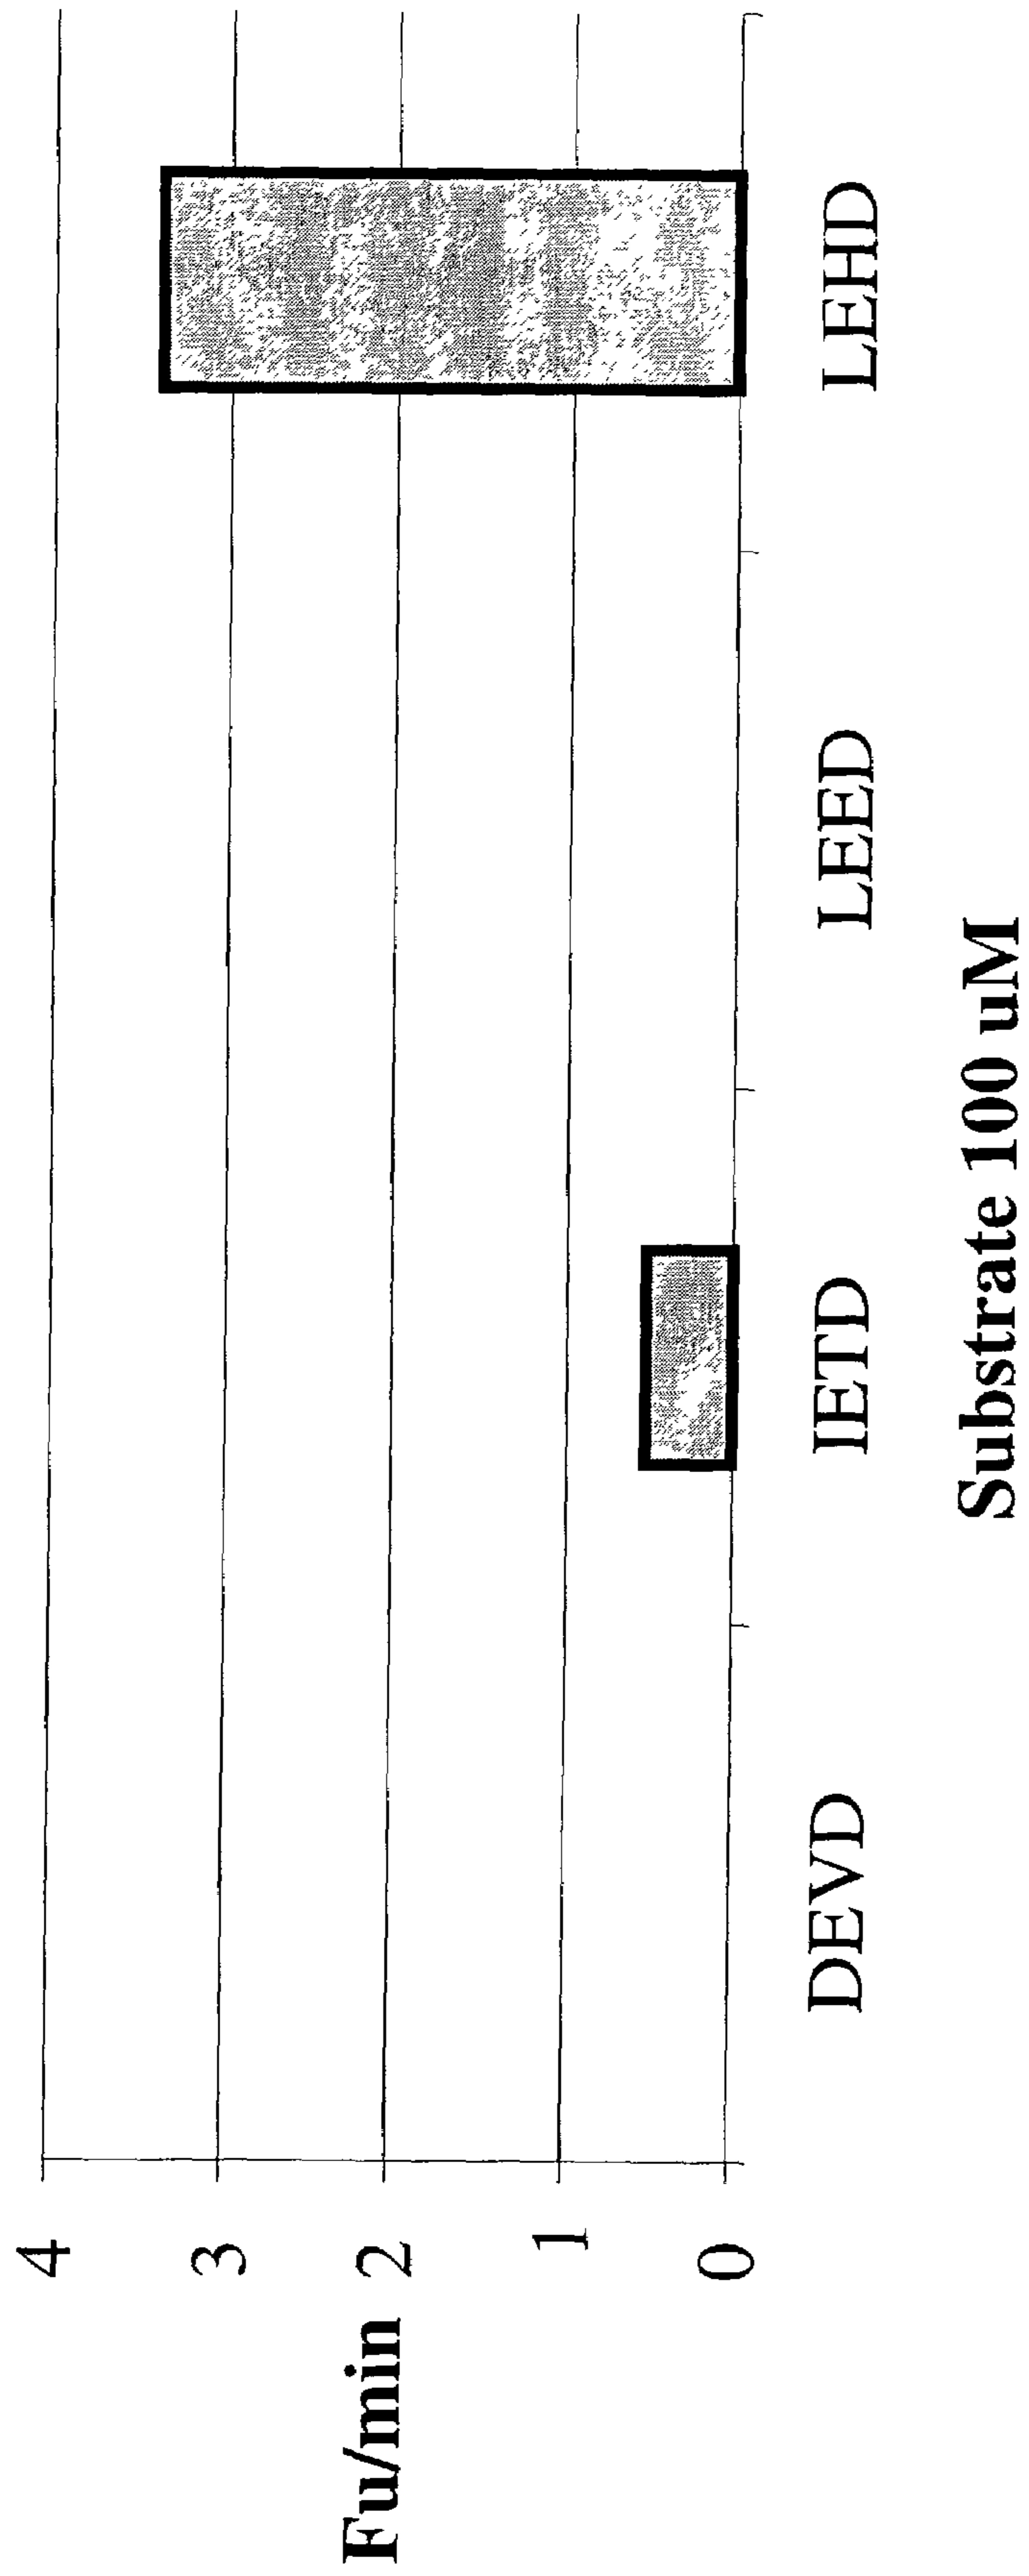 4
3
Fu/min 2
1
0
DEVD IETD LEED LEHD
Substrate 100 uM